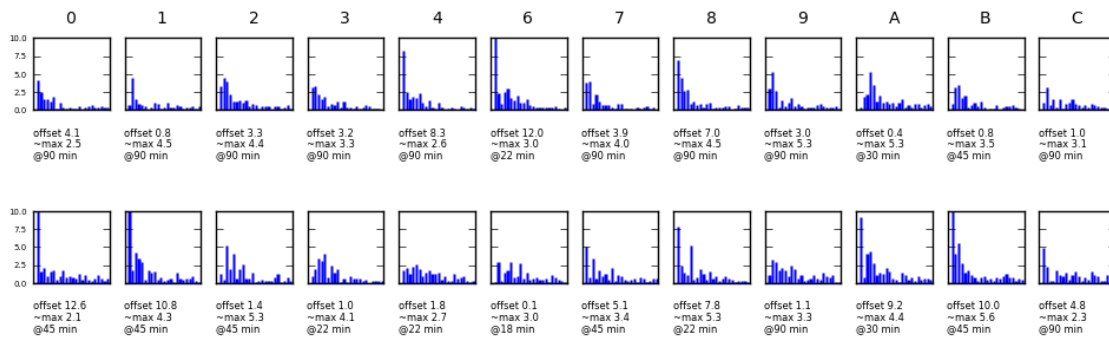 0 1 2 3 4 6 7 8 9 A B C
10.0
7.5
5.0
2.5
0.0
offset 4.1 offset 0.8 offset 3.3 offset 3.2 offset 8.3 offset 12.0 offset 3.9 offset 7.0 offset 3.0 offset 0.4 offset 0.8 offset 1.0
~max 2.5 ~max 4.5 ~max 4.4 ~max 3.3 ~max 2.6 ~max 3.0 ~max 4.0 ~max 4.5 ~max 5.3 ~max 5.3 ~max 3.5 ~max 3.1
@90 min @90 min @90 min @90 min @90 min @22 min @90 min @90 min @90 min @30 min @45 min @90 min
10.0
7.5
5.0
2.5
0.0
offset 12.6 offset 10.8 offset 1.4 offset 1.0 offset 1.8 offset 0.1 offset 5.1 offset 7.8 offset 1.1 offset 9.2 offset 10.0 offset 4.8
~max 2.1 ~max 4.3 ~max 5.3 ~max 4.1 ~max 2.7 ~max 3.0 ~max 3.4 ~max 5.3 ~max 3.3 ~max 4.4 ~max 5.6 ~max 2.3
@45 min @45 min @45 min @22 min @22 min @18 min @45 min @22 min @90 min @30 min @45 min @90 min